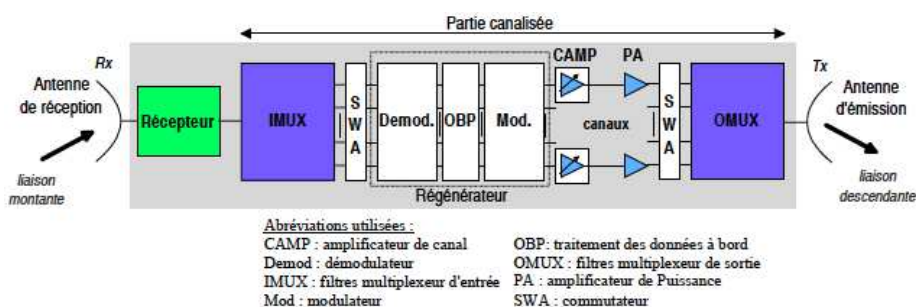 Partie canalisée
Rx
Antenne
de réception
liaison
montante
Récepteur
IMUX
S
W
A
Demod.
OBP
Mod.
Régénérateur
CAMP
PA
canaux
S
W
A
OMUX
Tx
Antenne
d'émission
liaison
descendante
Abréviations utilisées :
CAMP : amplificateur de canal
Demod : démodulateur
IMUX : filtres multiplexeur d'entrée
Mod : modulateur
OBP: traitement des données à bord
OMUX : filtres multiplexeur de sortie
PA : amplificateur de Puissance
SWA : commutateur